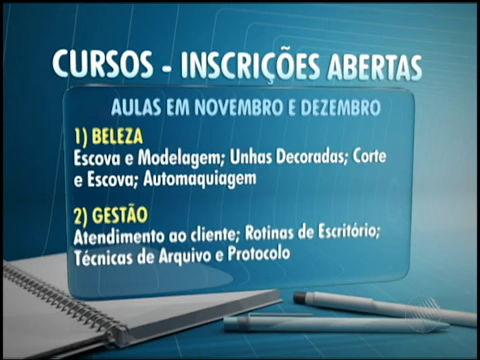 CURSOS - INSCRIÇÕES ABERTAS
AULAS EM NOVEMBRO E DEZEMBRO
1) BELEZA
Escova e Modelagem; Unhas Decoradas; Corte
e Escova; Automaquiagem
2) GESTÃO
Atendimento ao cliente; Rotinas de Escritório;
Técnicas de Arquivo e Protocolo